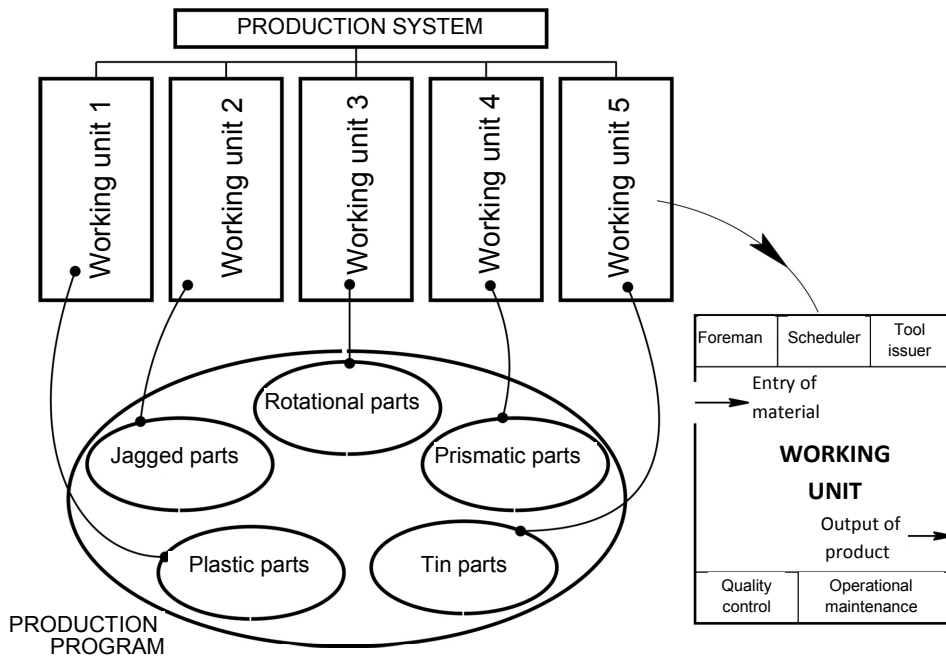 PRODUCTION SYSTEM
Working unit 1
Working unit 2
Working unit 3
Working unit 4
Working unit 5
Foreman
Scheduler
Tool
issuer
Entry of
material
WORKING
UNIT
Output of
product
Quality
control
Operational
maintenance
Rotational parts
Jagged parts
Prismatic parts
Plastic parts
Tin parts
PRODUCTION
PROGRAM